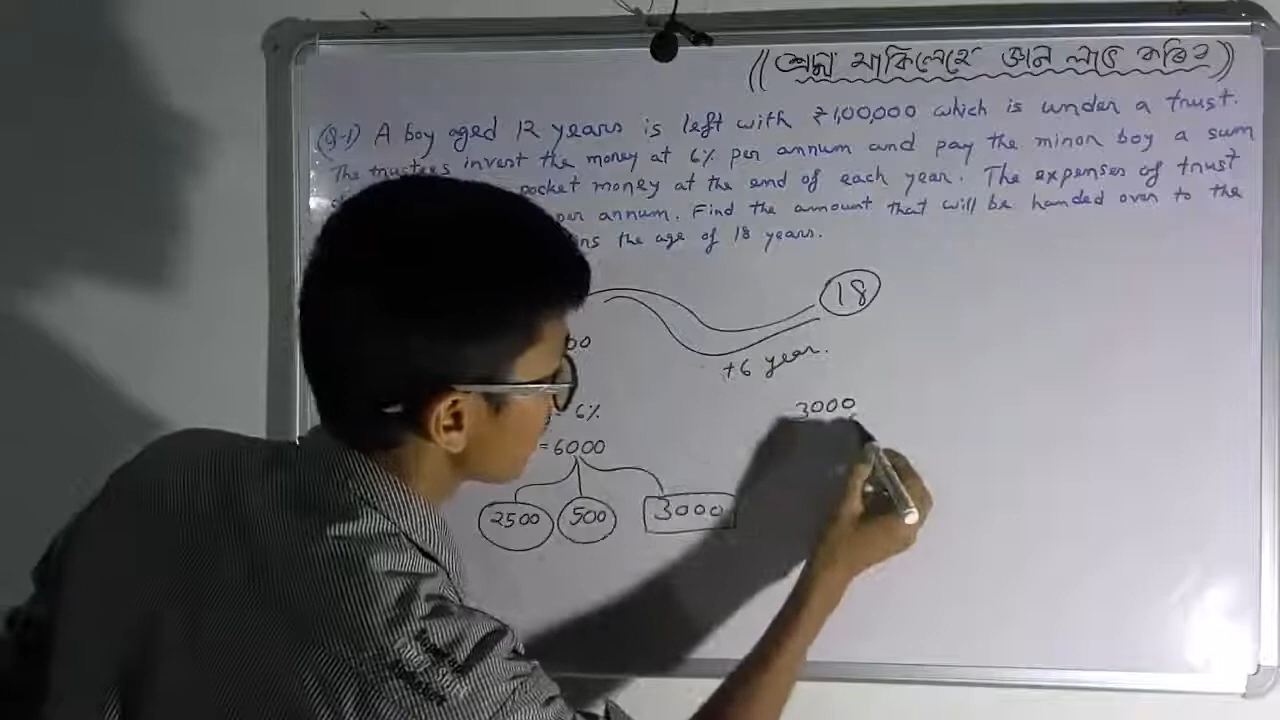 ((শ্রদ্ধা থাকিলেহে জ্ঞান লাভ কৰিব))
(Q-1) A boy aged 12 years is left with ₹1,00,000 which is under a trust.
The trustees invest the money at 6% per annum and pay the minor boy a sum
pocket money at the end of each year. The expenses of trust
per annum. Find the amount that will be handed over to the
the age of 18 years.
18
+6 year.
3000
6%
=6000
2500 500 3000